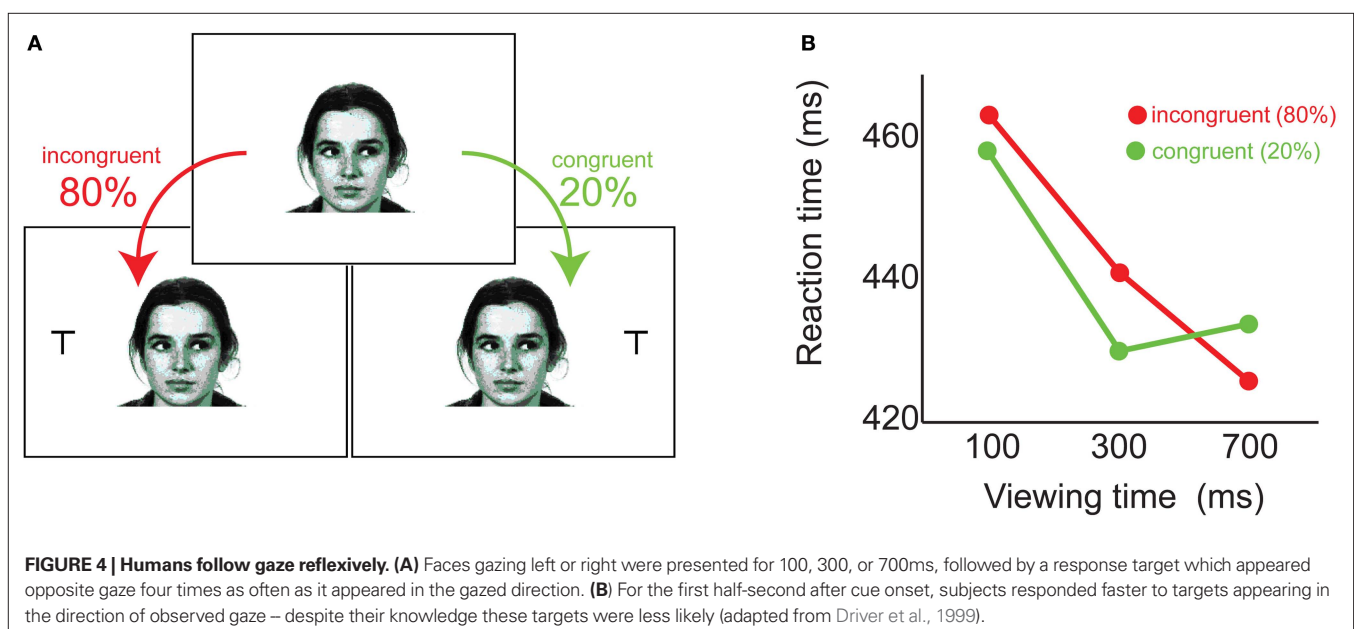 A
incongruent
80%
congruent
20%
T
T
B
Reaction time (ms)
460
440
420
incongruent (80%)
congruent (20%)
100 300 700
Viewing time (ms)
FIGURE 4 | Humans follow gaze reflexively. (A) Faces gazing left or right were presented for 100, 300, or 700ms, followed by a response target which appeared
opposite gaze four times as often as it appeared in the gazed direction. (B) For the first half-second after cue onset, subjects responded faster to targets appearing in
the direction of observed gaze – despite their knowledge these targets were less likely (adapted from Driver et al., 1999).